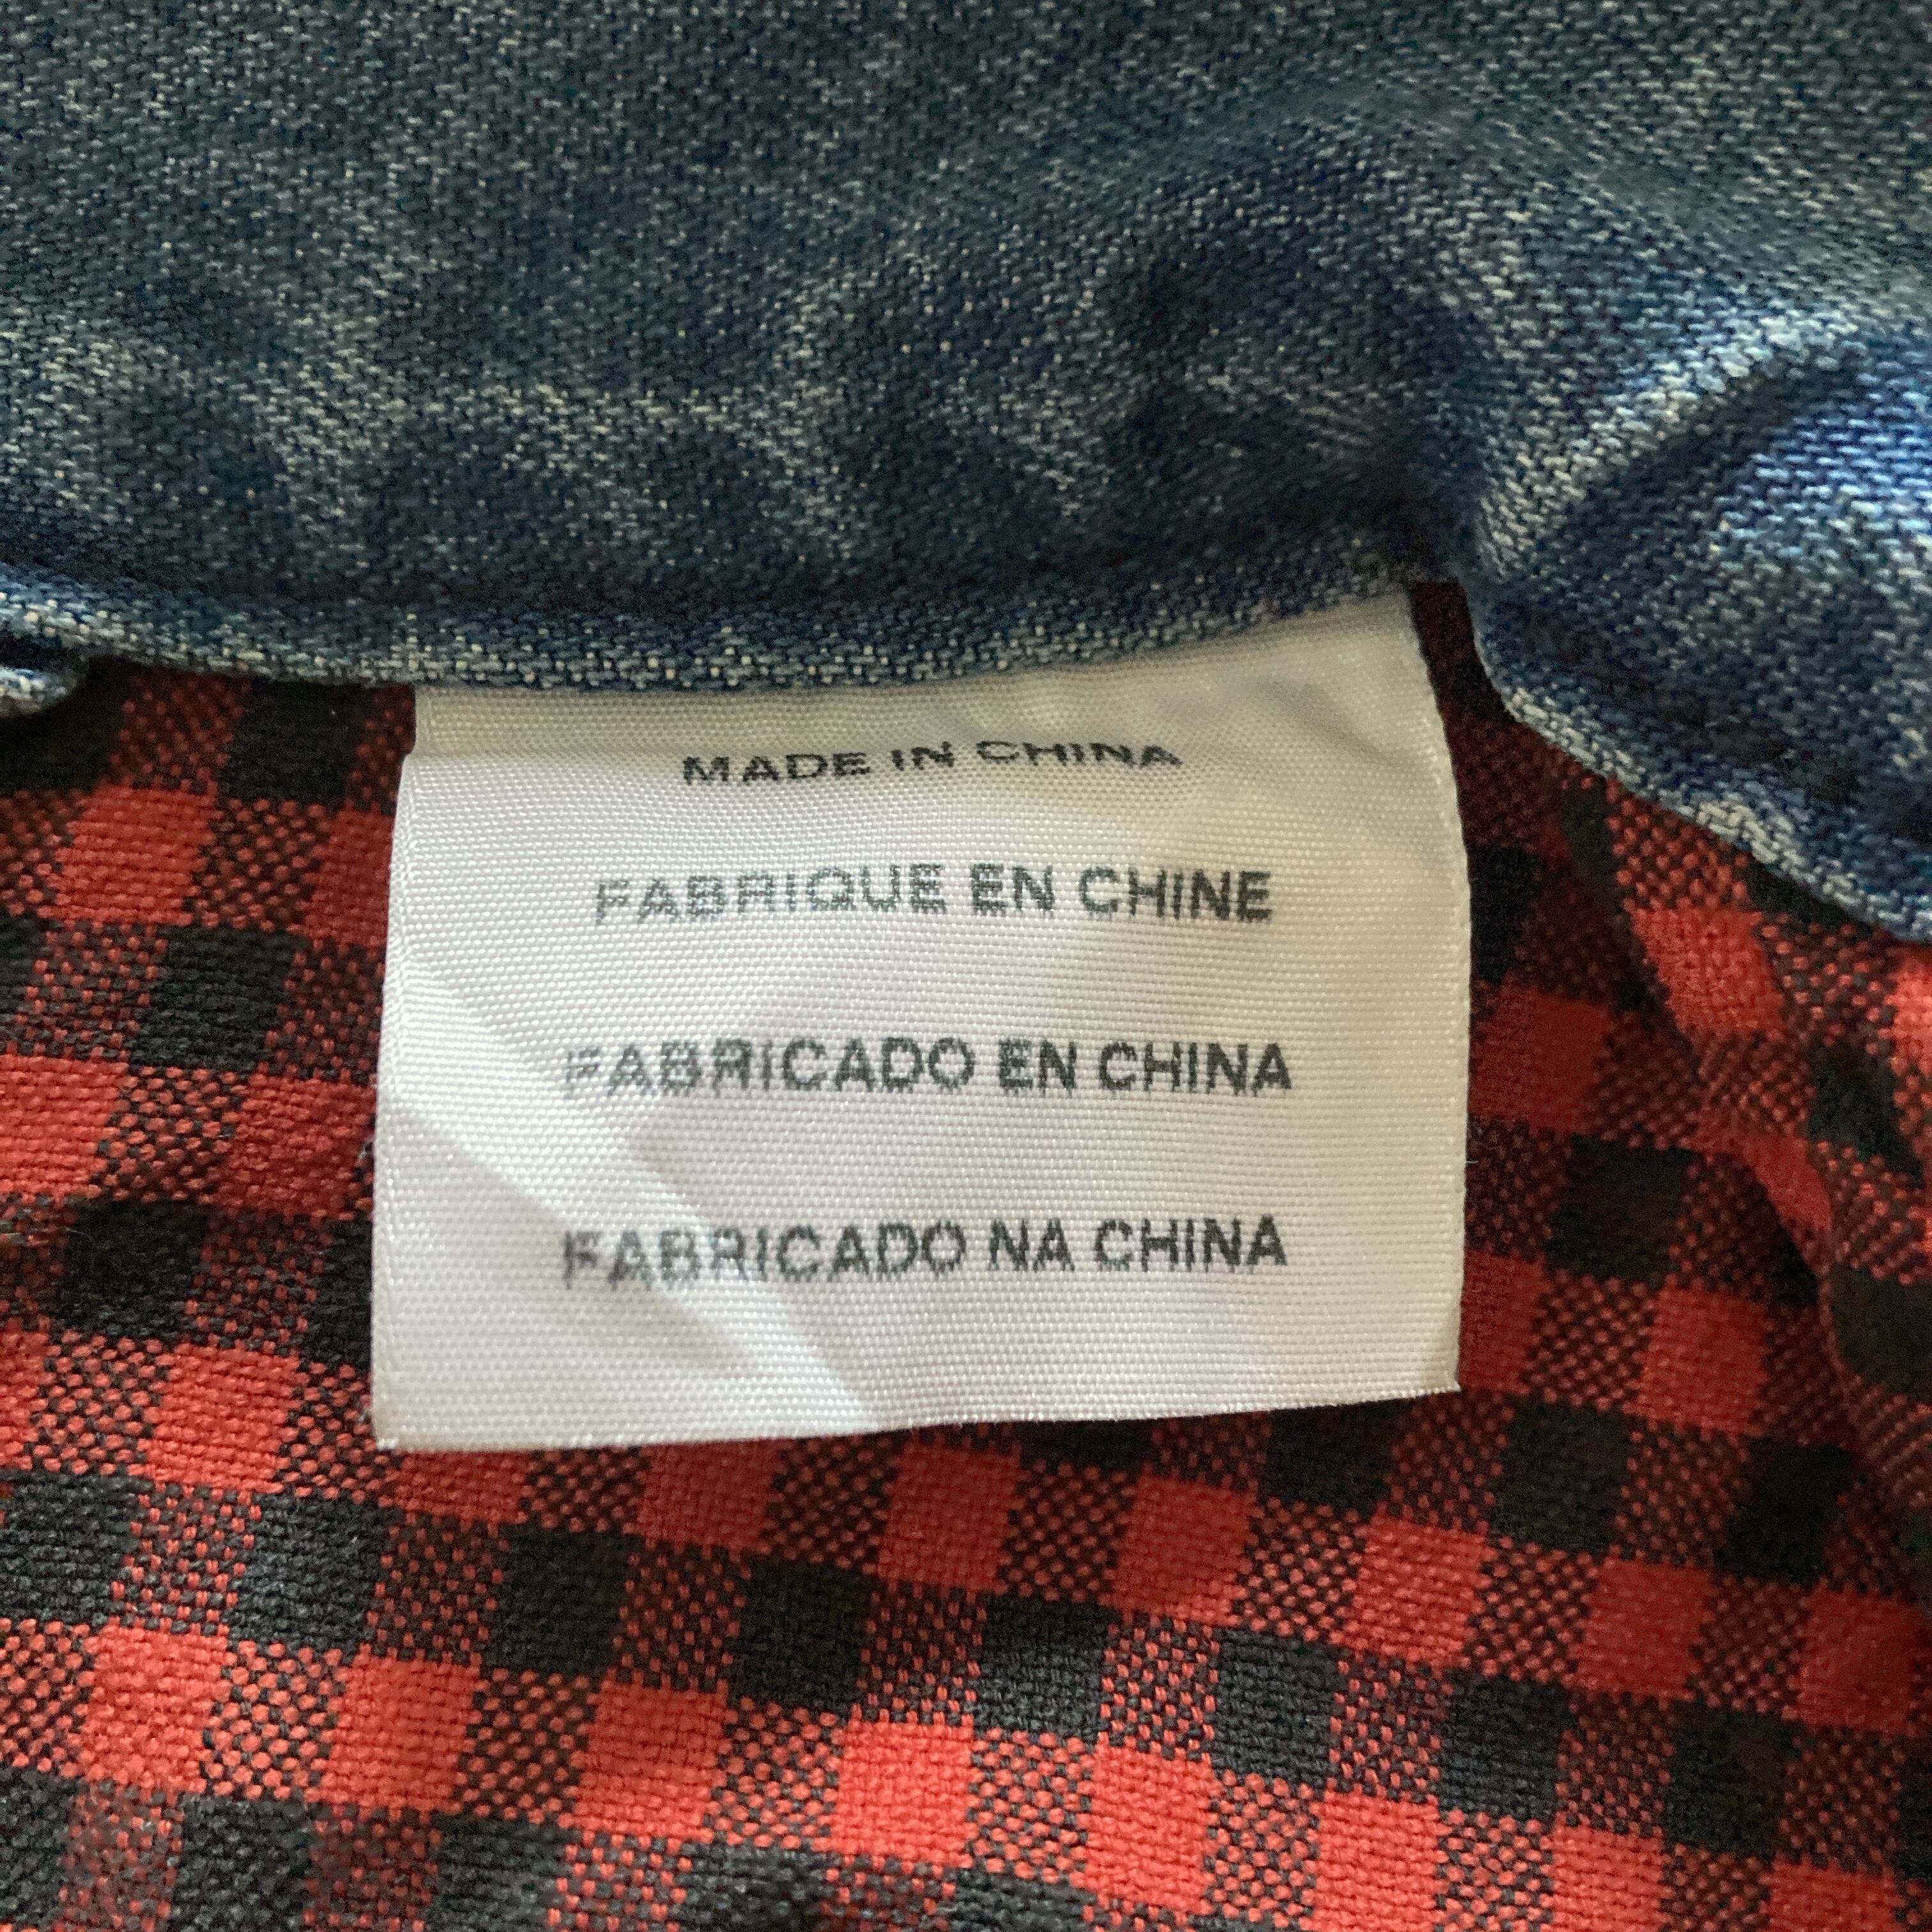 MADE IN CHINA
FABRIQUE EN CHINE
FABRICADO EN CHINA
FABRICADO NA CHINA